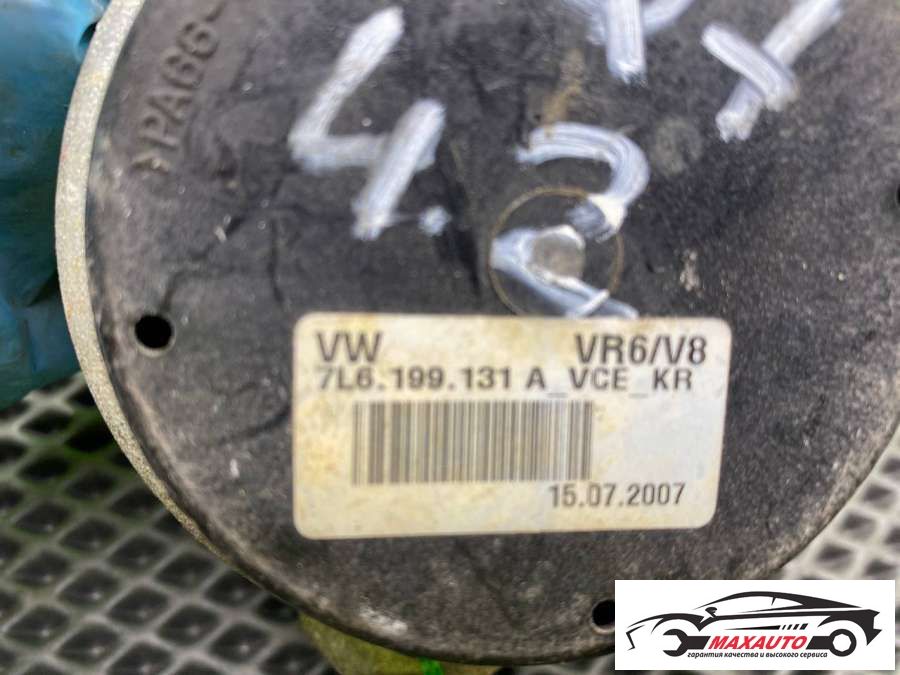 >PA66<
4.2
VW VR6/V8
7L6.199.131 A_VCE_KR
15.07.2007
MAXAUTO
гарантия качества и высокого сервиса